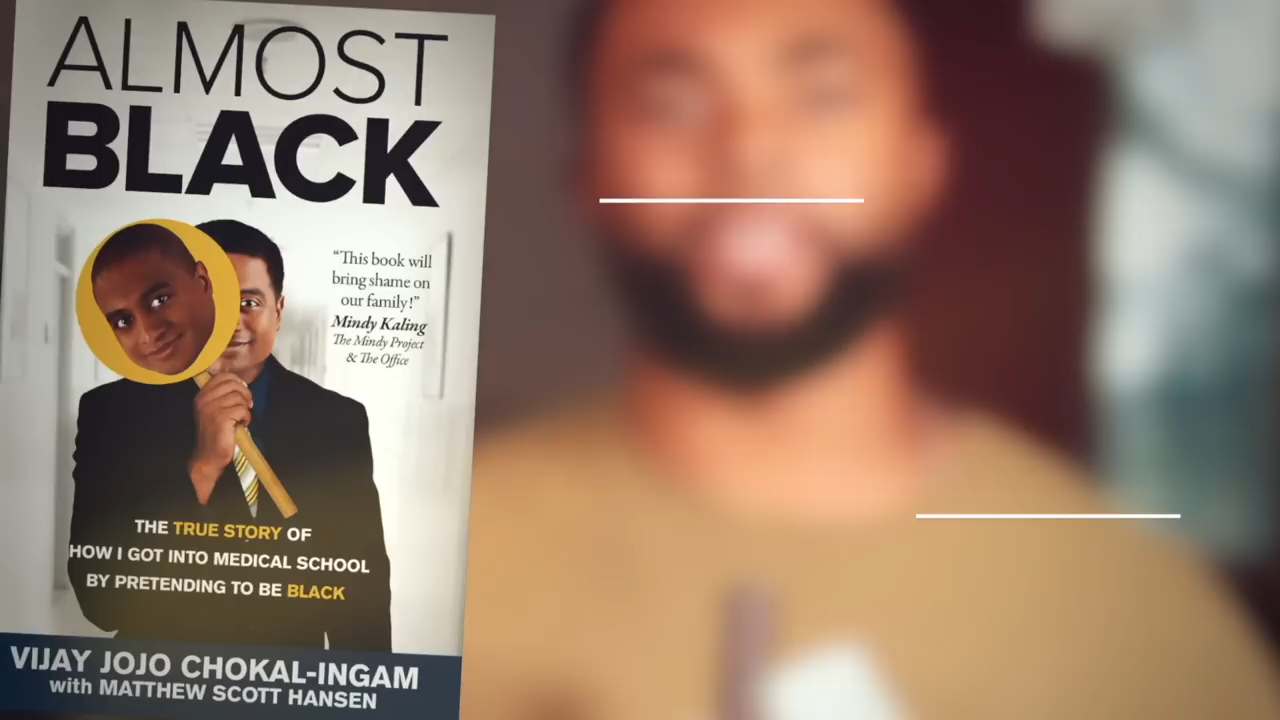 ALMOST
BLACK
“This book will
bring shame on
our family!”
Mindy Kaling
The Mindy Project
& The Office
THE TRUE STORY OF
HOW I GOT INTO MEDICAL SCHOOL
BY PRETENDING TO BE BLACK
VIJAY JOJO CHOKAL-INGAM
with MATTHEW SCOTT HANSEN